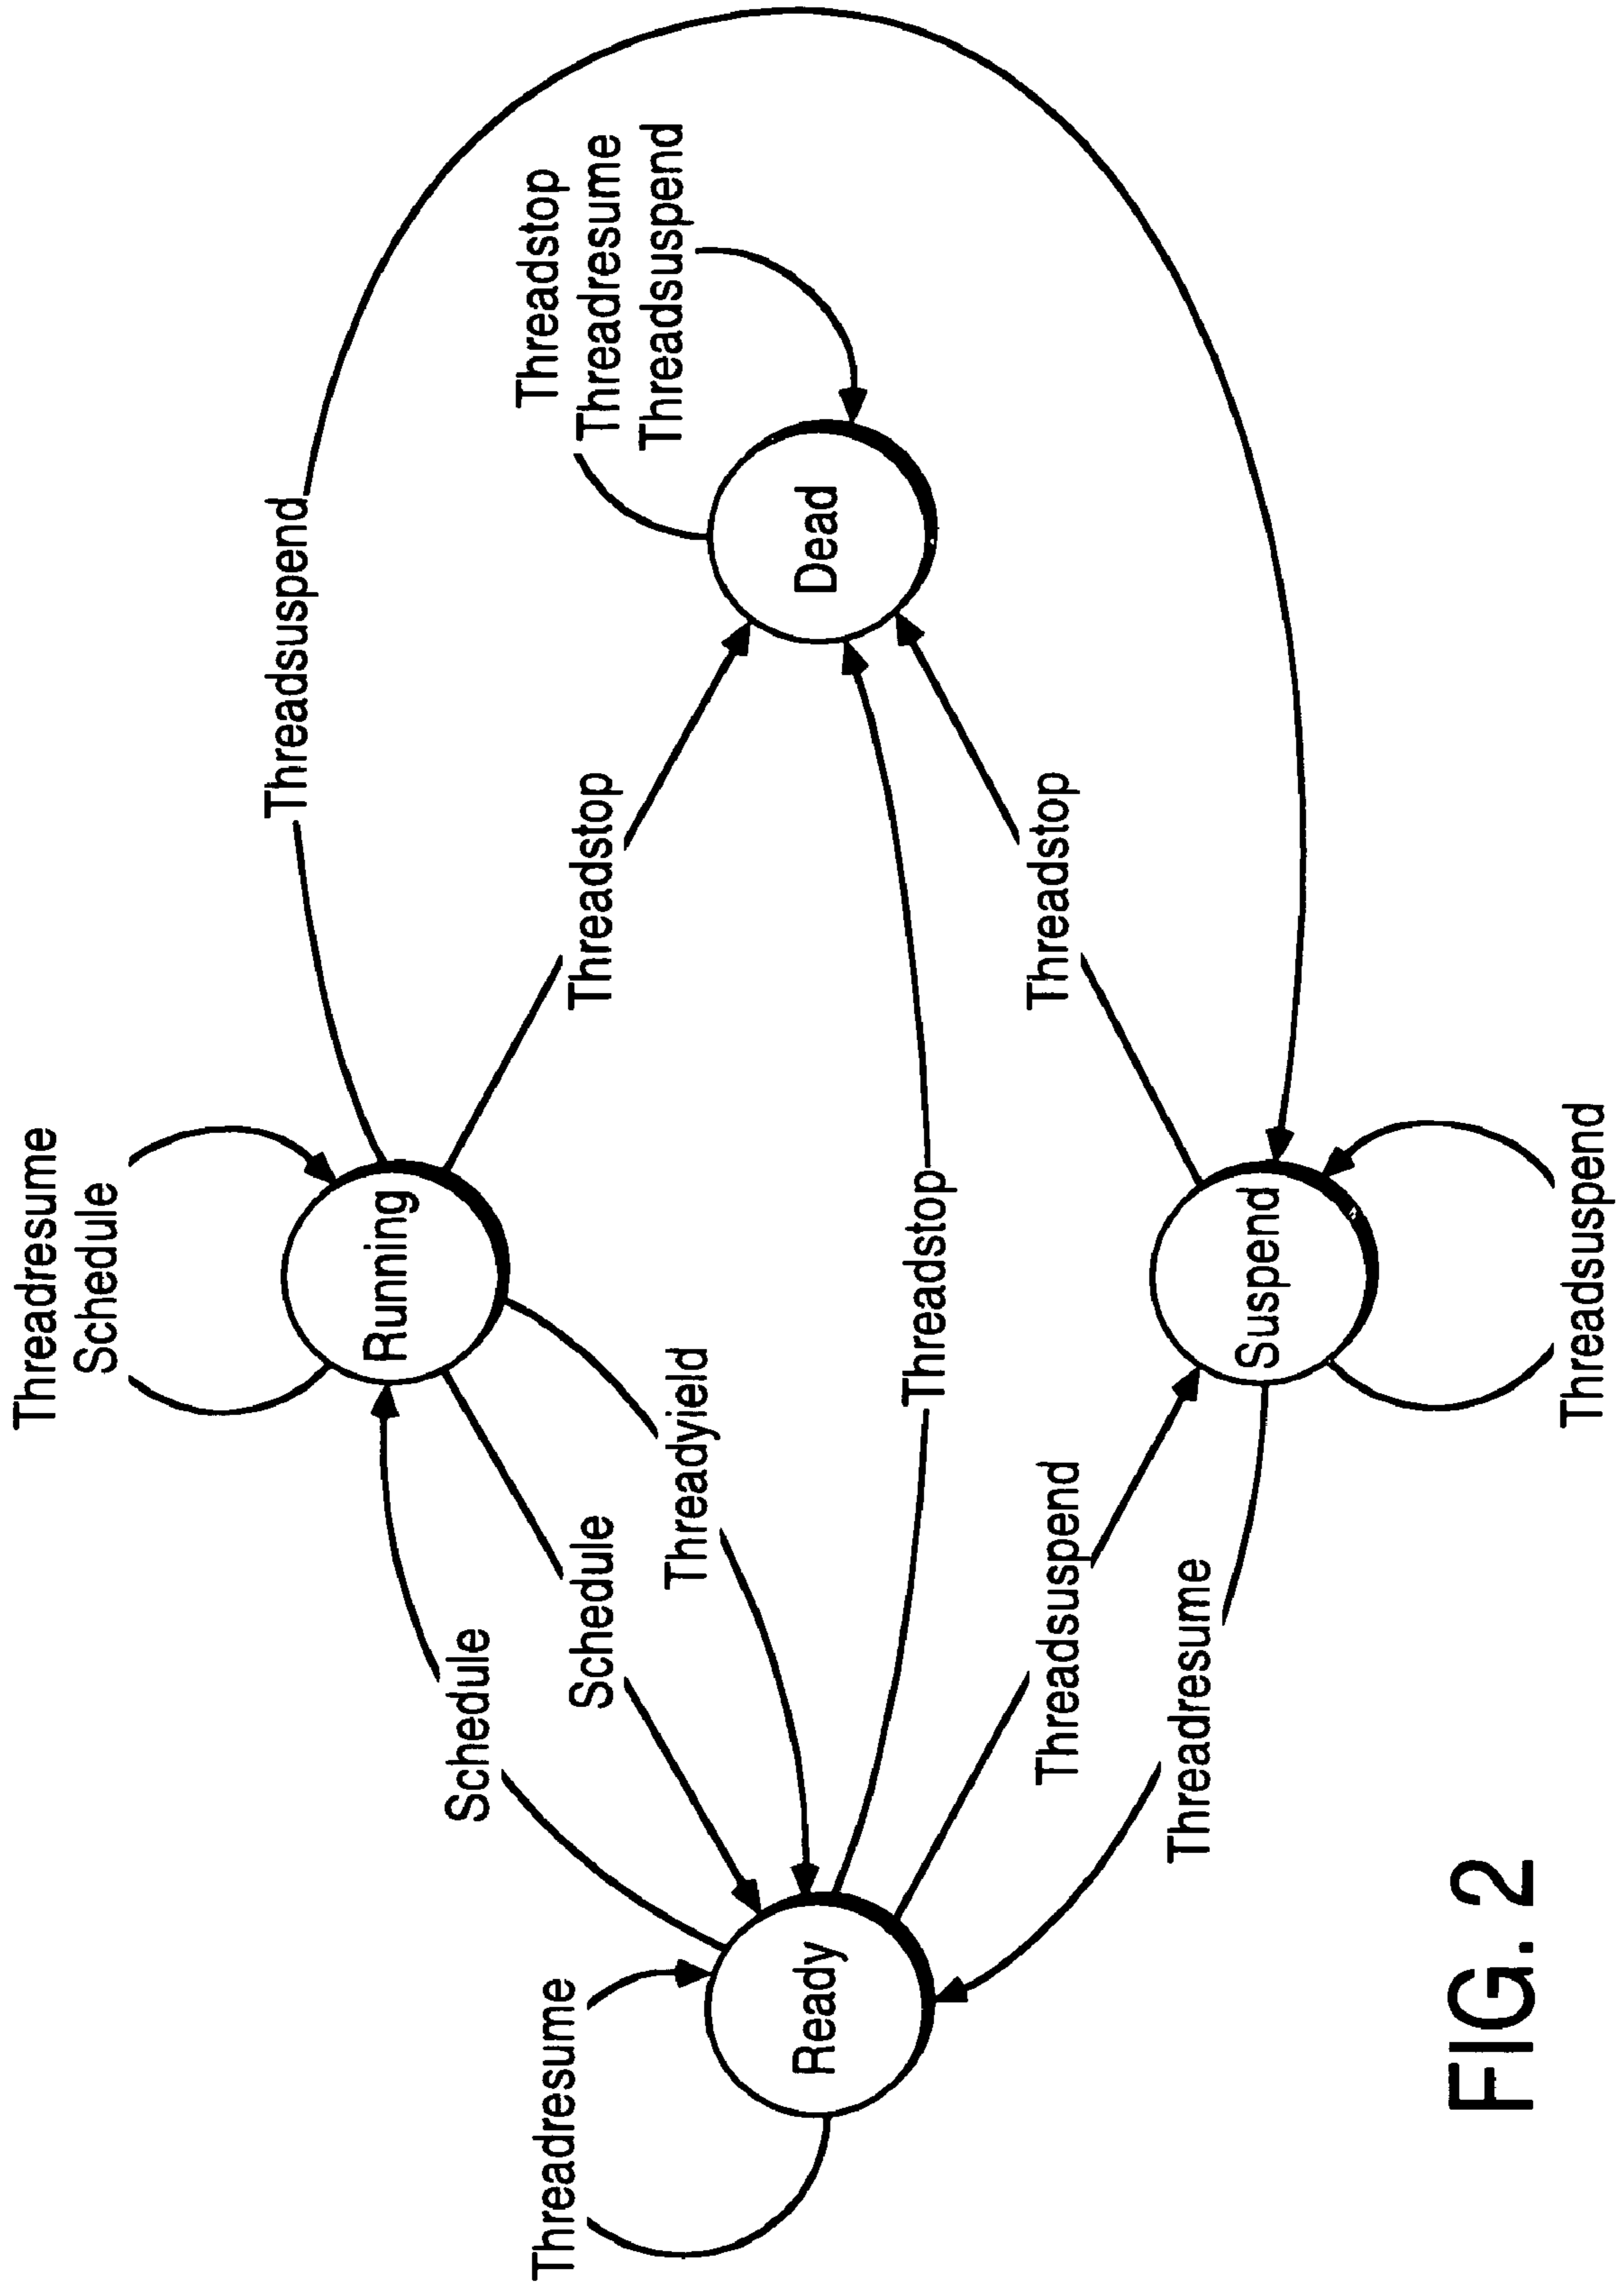 Threadresume
Schedule
Running
Threadsuspend
Threadstop
Threadresume
Threadsuspend
Schedule
Schedule
Threadyield
Threadstop
Threadresume
Ready
Threadstop
Dead
Threadsuspend
Threadresume
Threadstop
Suspend
Threadsuspend
FIG. 2